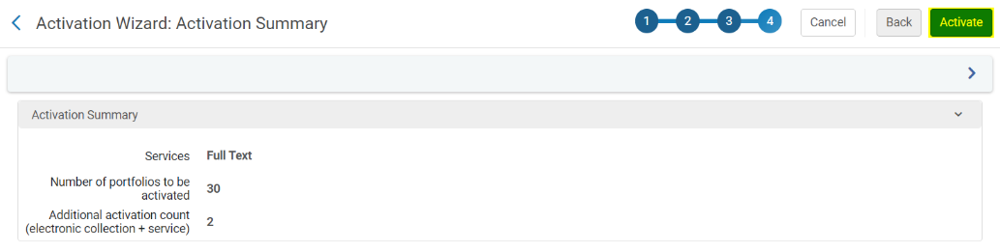 Activation Wizard: Activation Summary
1 2 3 4
Cancel
Back
Activate
Activation Summary
Services Full Text
Number of portfolios to be
activated 30
Additional activation count
(electronic collection + service) 2